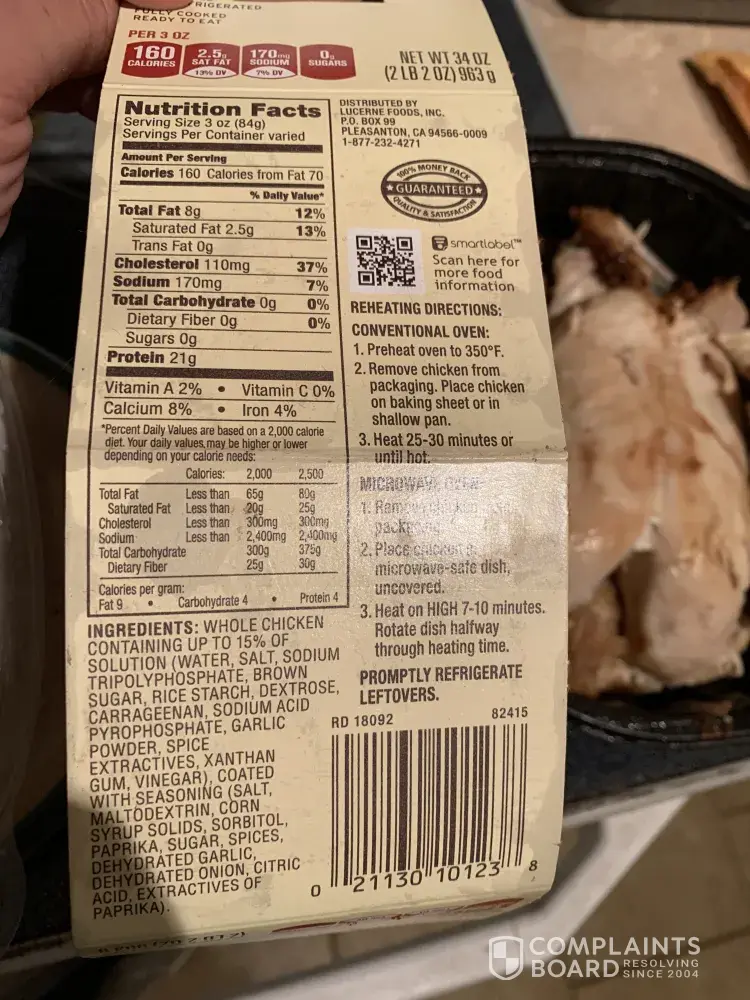 RIGERATED
FULLY COOKED
READY TO EAT
PER 3 OZ
160
CALORIES
2.5g
SAT FAT
13% DV
170mg
SODIUM
7% DV
0g
SUGARS
NET WT 34 OZ
(2 LB 2 OZ) 963 g
Nutrition Facts
Serving Size 3 oz (84g)
Servings Per Container varied
Amount Per Serving
Calories 160 Calories from Fat 70
% Daily Value*
Total Fat 8g 12%
Saturated Fat 2.5g 13%
Trans Fat 0g
Cholesterol 110mg 37%
Sodium 170mg 7%
Total Carbohydrate 0g 0%
Dietary Fiber 0g 0%
Sugars 0g
Protein 21g
Vitamin A 2% • Vitamin C 0%
Calcium 8% • Iron 4%
*Percent Daily Values are based on a 2,000 calorie
diet. Your daily values may be higher or lower
depending on your calorie needs:
Calories: 2,000 2,500
Total Fat Less than 65g 80g
Saturated Fat Less than 20g 25g
Cholesterol Less than 300mg 300mg
Sodium Less than 2,400mg 2,400mg
Total Carbohydrate 300g 375g
Dietary Fiber 25g 30g
Calories per gram:
Fat 9 • Carbohydrate 4 • Protein 4
INGREDIENTS: WHOLE CHICKEN
CONTAINING UP TO 15% OF
SOLUTION (WATER, SALT, SODIUM
TRIPOLYPHOSPHATE, BROWN
SUGAR, RICE STARCH, DEXTROSE,
CARRAGEENAN, SODIUM ACID
PYROPHOSPHATE, GARLIC
POWDER, SPICE
EXTRACTIVES, XANTHAN
GUM, VINEGAR), COATED
WITH SEASONING (SALT,
MALTODEXTRIN, CORN
SYRUP SOLIDS, SORBITOL,
PAPRIKA, SUGAR, SPICES,
DEHYDRATED GARLIC,
DEHYDRATED ONION, CITRIC
ACID, EXTRACTIVES OF
PAPRIKA).
DISTRIBUTED BY
LUCERNE FOODS, INC.
P.O. BOX 99
PLEASANTON, CA 94566-0009
1-877-232-4271
100% MONEY BACK
GUARANTEED
QUALITY & SATISFACTION
smartlabel™
Scan here for
more food
information
REHEATING DIRECTIONS:
CONVENTIONAL OVEN:
1. Preheat oven to 350°F.
2. Remove chicken from
packaging. Place chicken
on baking sheet or in
shallow pan.
3. Heat 25-30 minutes or
until hot.
MICROWAVE OVEN:
1. Remove chicken
2. Place chicken in
microwave-safe dish,
uncovered.
3. Heat on HIGH 7-10 minutes.
Rotate dish halfway
through heating time.
PROMPTLY REFRIGERATE
LEFTOVERS.
RD 18092 82415
0 21130 10123 8
COMPLAINTS
BOARD RESOLVING
SINCE 2004